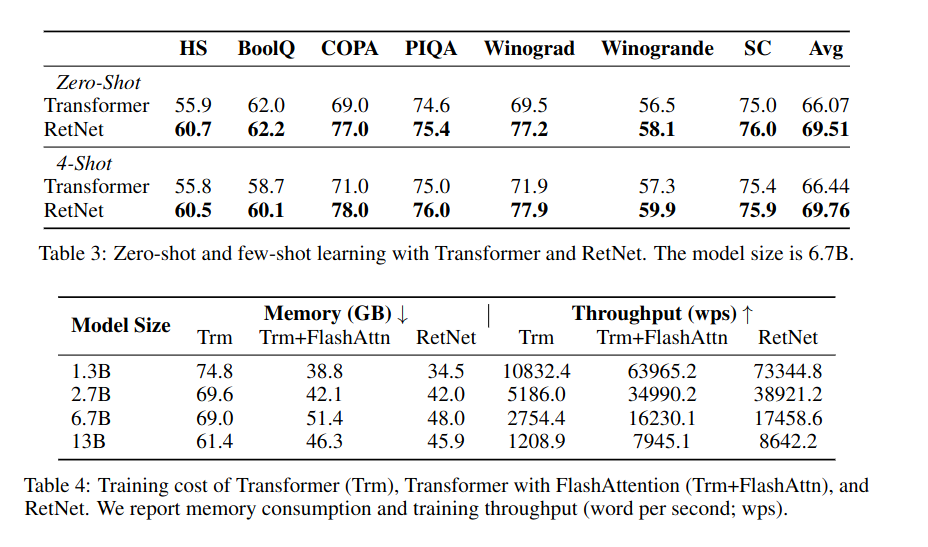 HS BoolQ COPA PIQA Winograd Winogrande SC Avg
Zero-Shot
Transformer 55.9 62.0 69.0 74.6 69.5 56.5 75.0 66.07
RetNet 60.7 62.2 77.0 75.4 77.2 58.1 76.0 69.51
4-Shot
Transformer 55.8 58.7 71.0 75.0 71.9 57.3 75.4 66.44
RetNet 60.5 60.1 78.0 76.0 77.9 59.9 75.9 69.76
Table 3: Zero-shot and few-shot learning with Transformer and RetNet. The model size is 6.7B.
Model Size Memory (GB) ↓ | Throughput (wps) ↑
Trm Trm+FlashAttn RetNet Trm Trm+FlashAttn RetNet
1.3B 74.8 38.8 34.5 10832.4 63965.2 73344.8
2.7B 69.6 42.1 42.0 5186.0 34990.2 38921.2
6.7B 69.0 51.4 48.0 2754.4 16230.1 17458.6
13B 61.4 46.3 45.9 1208.9 7945.1 8642.2
Table 4: Training cost of Transformer (Trm), Transformer with FlashAttention (Trm+FlashAttn), and
RetNet. We report memory consumption and training throughput (word per second; wps).